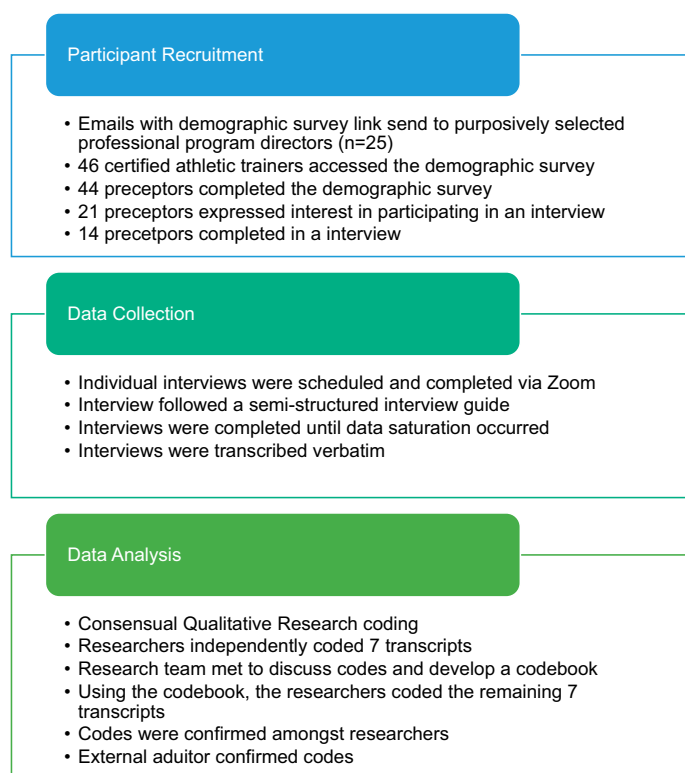 Participant Recruitment
• Emails with demographic survey link send to purposively selected
professional program directors (n=25)
• 46 certified athletic trainers accessed the demographic survey
• 44 preceptors completed the demographic survey
• 21 preceptors expressed interest in participating in an interview
• 14 precetpors completed in a interview
Data Collection
• Individual interviews were scheduled and completed via Zoom
• Interview followed a semi-structured interview guide
• Interviews were completed until data saturation occurred
• Interviews were transcribed verbatim
Data Analysis
• Consensual Qualitative Research coding
• Researchers independently coded 7 transcripts
• Research team met to discuss codes and develop a codebook
• Using the codebook, the researchers coded the remaining 7
transcripts
• Codes were confirmed amongst researchers
• External aduitor confirmed codes